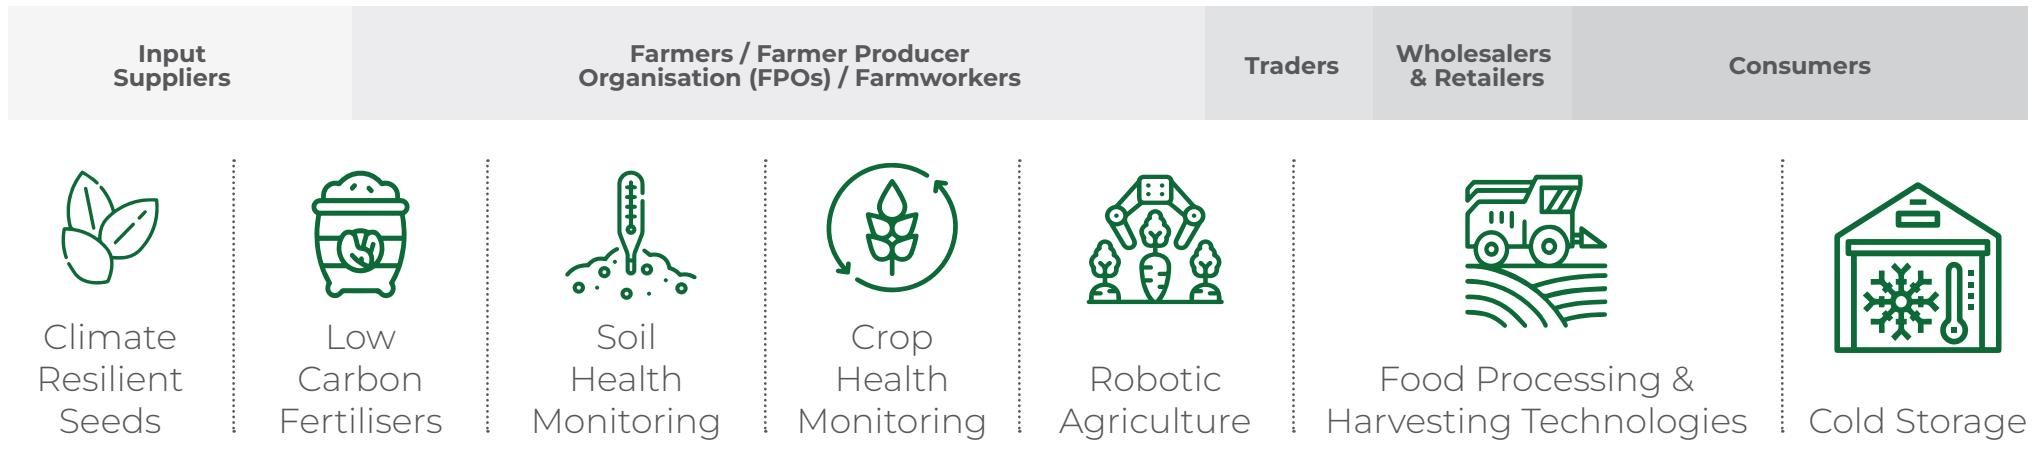 Input
Suppliers
Farmers / Farmer Producer
Organisation (FPOs) / Farmworkers
Traders
Wholesalers
& Retailers
Consumers
Climate
Resilient
Seeds
Low
Carbon
Fertilisers
Soil
Health
Monitoring
Crop
Health
Monitoring
Robotic
Agriculture
Food Processing &
Harvesting Technologies
Cold Storage